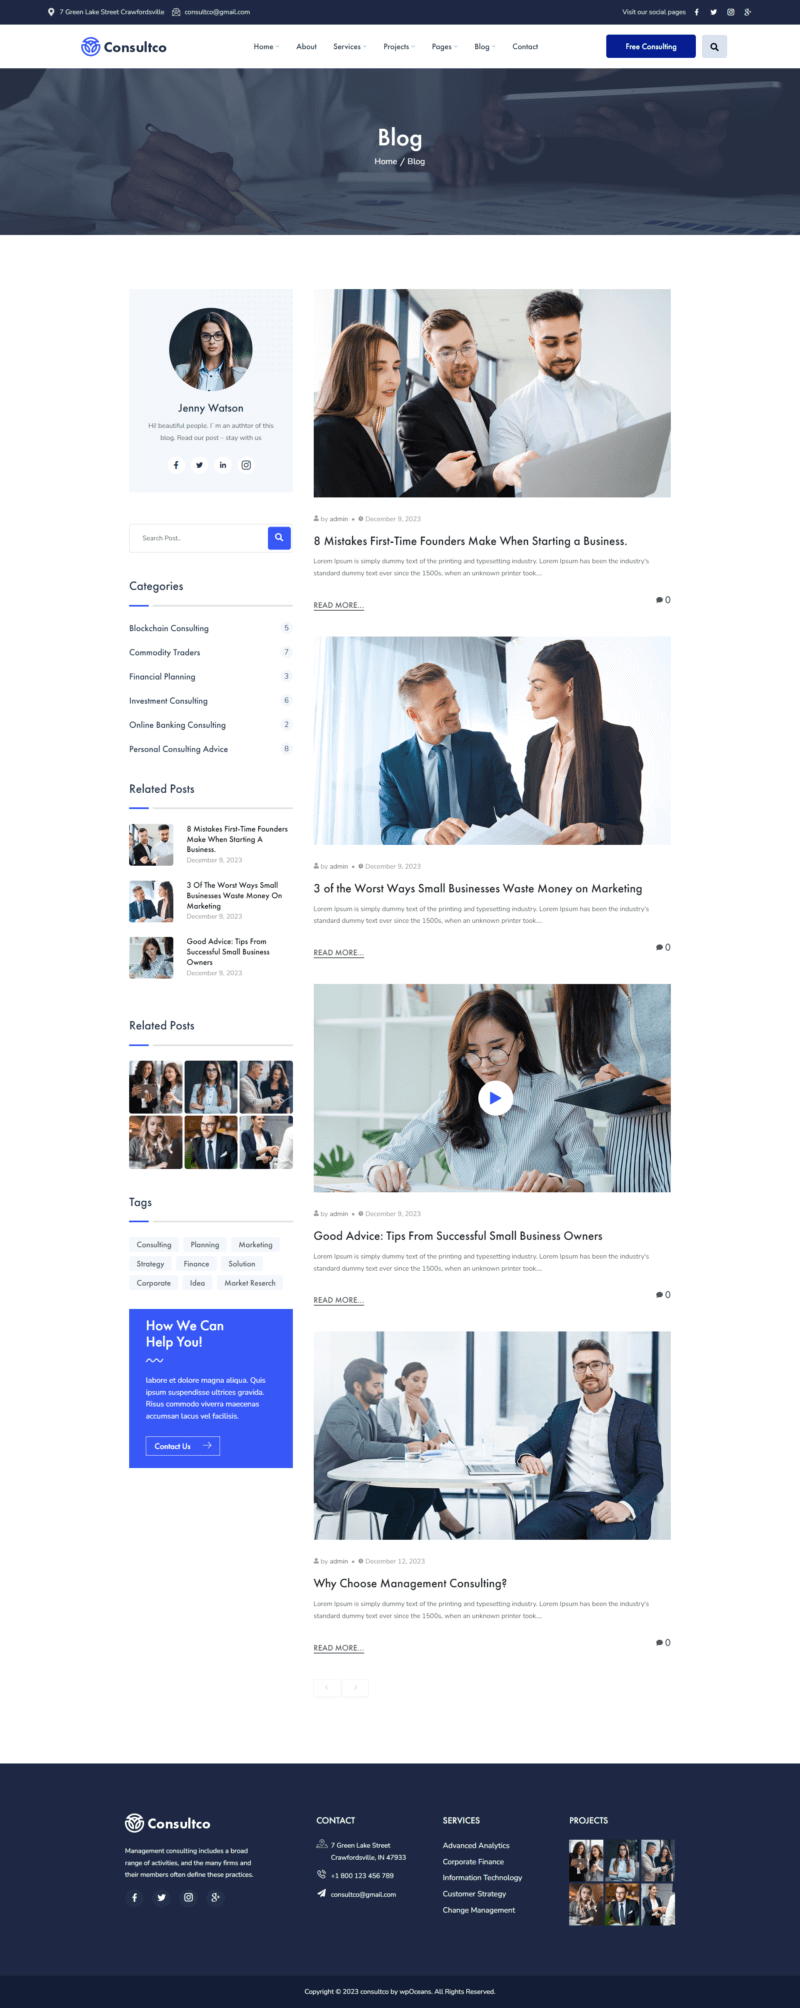 7 Green Lake Street Crawfordsville consultco@gmail.com Visit our social pages
Consultco Home About Services Projects Pages Blog Contact Free Consulting
Blog
Home / Blog
Jenny Watson
Hi! beautiful people. I`m an authtor of this
blog. Read our post - stay with us
Search Post..
Categories
Blockchain Consulting 5
Commodity Traders 7
Financial Planning 3
Investment Consulting 6
Online Banking Consulting 2
Personal Consulting Advice 8
Related Posts
8 Mistakes First-Time Founders
Make When Starting A
Business.
December 9, 2023
3 Of The Worst Ways Small
Businesses Waste Money On
Marketing
December 9, 2023
Good Advice: Tips From
Successful Small Business
Owners
December 9, 2023
Related Posts
Tags
Consulting Planning Marketing
Strategy Finance Solution
Corporate Idea Market Reserch
How We Can
Help You!
labore et dolore magna aliqua. Quis
ipsum suspendisse ultrices gravida.
Risus commodo viverra maecenas
accumsan lacus vel facilisis.
Contact Us
by admin December 9, 2023
8 Mistakes First-Time Founders Make When Starting a Business.
Lorem Ipsum is simply dummy text of the printing and typesetting industry. Lorem Ipsum has been the industry's
standard dummy text ever since the 1500s, when an unknown printer took...
READ MORE... 0
by admin December 9, 2023
3 of the Worst Ways Small Businesses Waste Money on Marketing
Lorem Ipsum is simply dummy text of the printing and typesetting industry. Lorem Ipsum has been the industry's
standard dummy text ever since the 1500s, when an unknown printer took...
READ MORE... 0
by admin December 9, 2023
Good Advice: Tips From Successful Small Business Owners
Lorem Ipsum is simply dummy text of the printing and typesetting industry. Lorem Ipsum has been the industry's
standard dummy text ever since the 1500s, when an unknown printer took...
READ MORE... 0
by admin December 12, 2023
Why Choose Management Consulting?
Lorem Ipsum is simply dummy text of the printing and typesetting industry. Lorem Ipsum has been the industry's
standard dummy text ever since the 1500s, when an unknown printer took...
READ MORE... 0
Consultco
Management consulting includes a broad
range of activities, and the many firms and
their members often define these practices.
CONTACT
7 Green Lake Street
Crawfordsville, IN 47933
+1 800 123 456 789
consultco@gmail.com
SERVICES
Advanced Analytics
Corporate Finance
Information Technology
Customer Strategy
Change Management
PROJECTS
Copyright © 2023 consultco by wpOceans. All Rights Reserved.